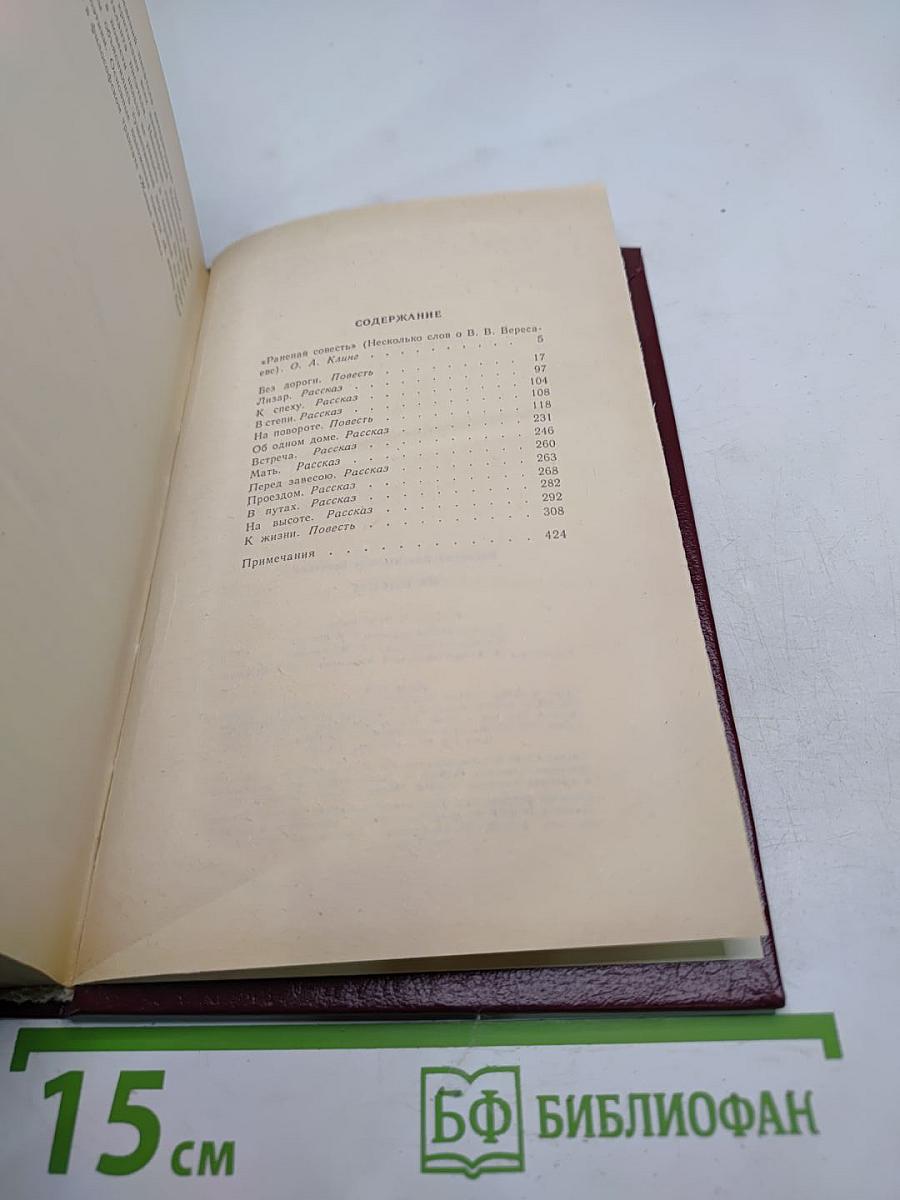 СОДЕРЖАНИЕ
«Раненая совесть» (Несколько слов о В. В. Вереса-
еве). О. А. Клинг . . . . . . . . . . . 5
Без дороги. Повесть . . . . . . . . . . 17
Лизар. Рассказ . . . . . . . . . . 97
К спеху. Рассказ . . . . . . . . . . 104
В степи. Рассказ . . . . . . . . . . 108
На повороте. Повесть . . . . . . . . . . 118
Об одном доме. Рассказ . . . . . . . . . 231
Встреча. Рассказ . . . . . . . . . . 246
Мать. Рассказ . . . . . . . . . . 260
Перед завесою. Рассказ . . . . . . . . . 263
Проездом. Рассказ . . . . . . . . . . 268
В путах. Рассказ . . . . . . . . . . 282
На высоте. Рассказ . . . . . . . . . . 292
К жизни. Повесть . . . . . . . . . . 308
Примечания . . . . . . . . . . . . 424
15 см
БФ БИБЛИОФАН